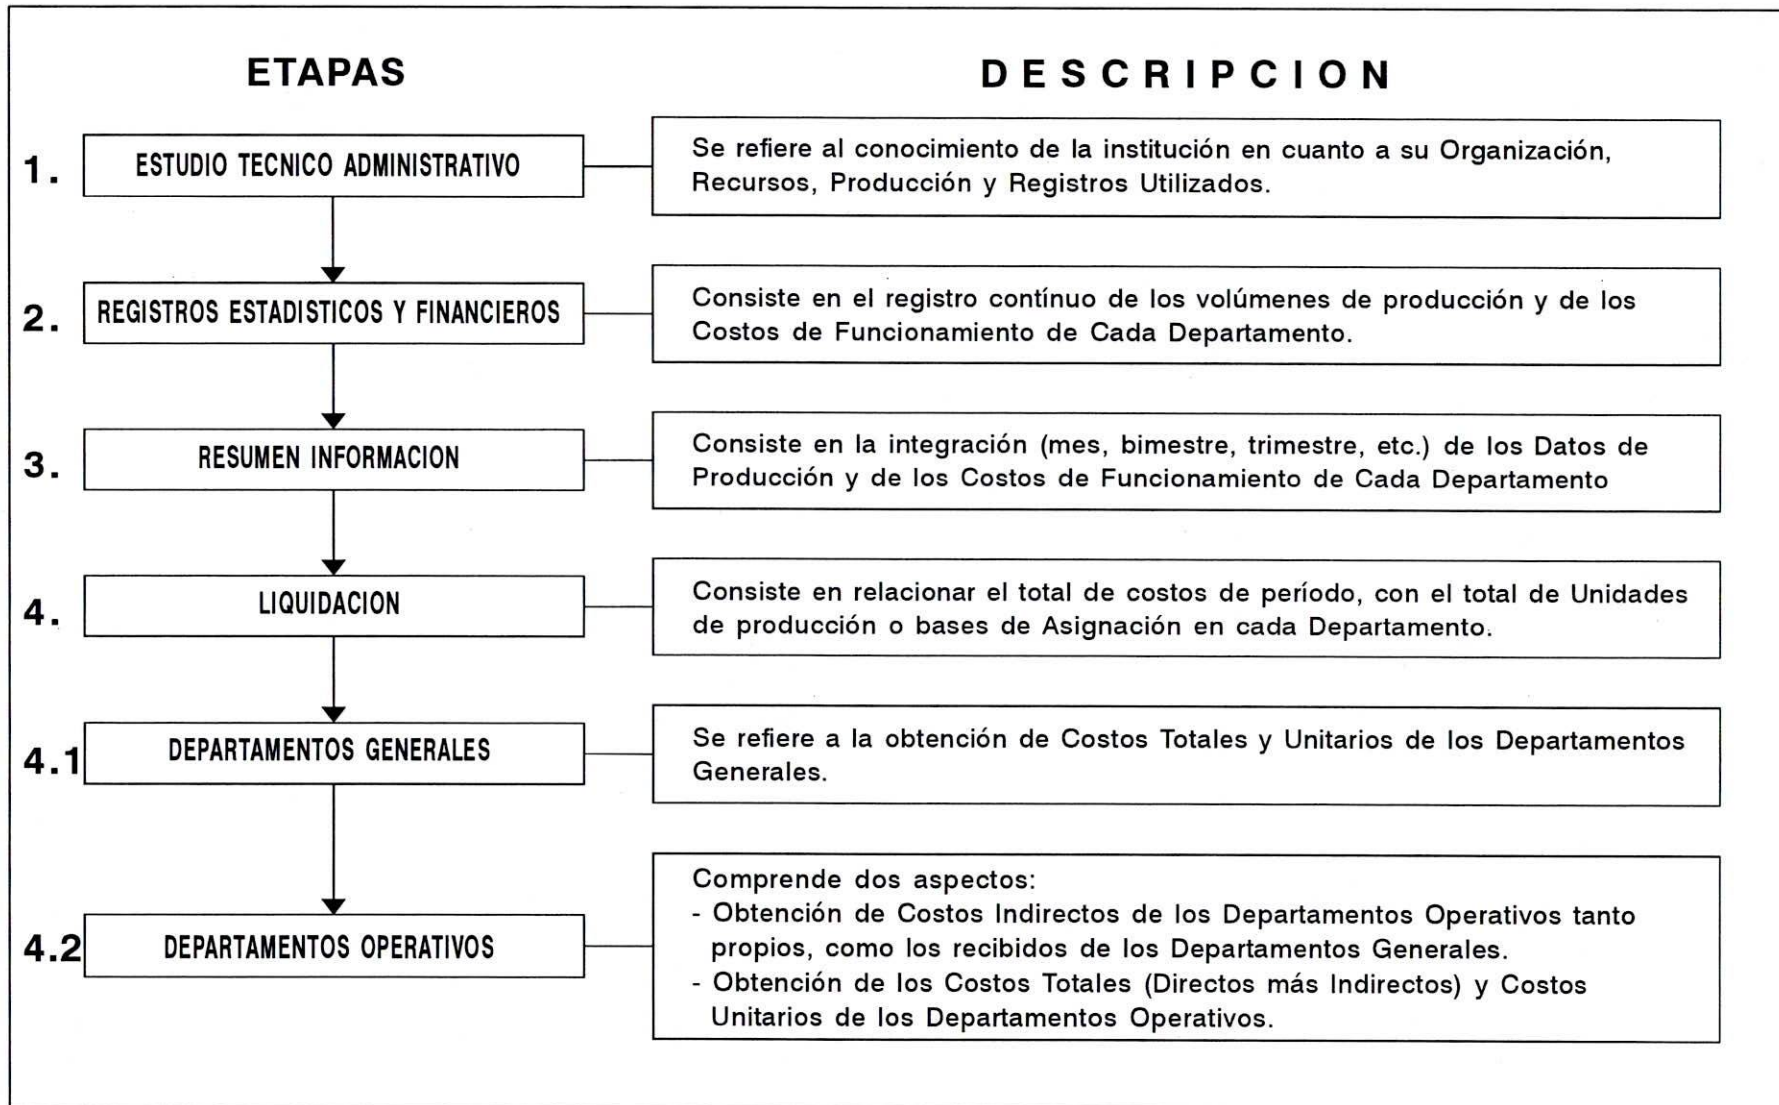 ETAPAS
DESCRIPCION
1.
ESTUDIO TECNICO ADMINISTRATIVO
Se refiere al conocimiento de la institución en cuanto a su Organización,
Recursos, Producción y Registros Utilizados.
2.
REGISTROS ESTADISTICOS Y FINANCIEROS
Consiste en el registro contínuo de los volúmenes de producción y de los
Costos de Funcionamiento de Cada Departamento.
3.
RESUMEN INFORMACION
Consiste en la integración (mes, bimestre, trimestre, etc.) de los Datos de
Producción y de los Costos de Funcionamiento de Cada Departamento
4.
LIQUIDACION
Consiste en relacionar el total de costos de período, con el total de Unidades
de producción o bases de Asignación en cada Departamento.
4.1
DEPARTAMENTOS GENERALES
Se refiere a la obtención de Costos Totales y Unitarios de los Departamentos
Generales.
4.2
DEPARTAMENTOS OPERATIVOS
Comprende dos aspectos:
- Obtención de Costos Indirectos de los Departamentos Operativos tanto
propios, como los recibidos de los Departamentos Generales.
- Obtención de los Costos Totales (Directos más Indirectos) y Costos
Unitarios de los Departamentos Operativos.